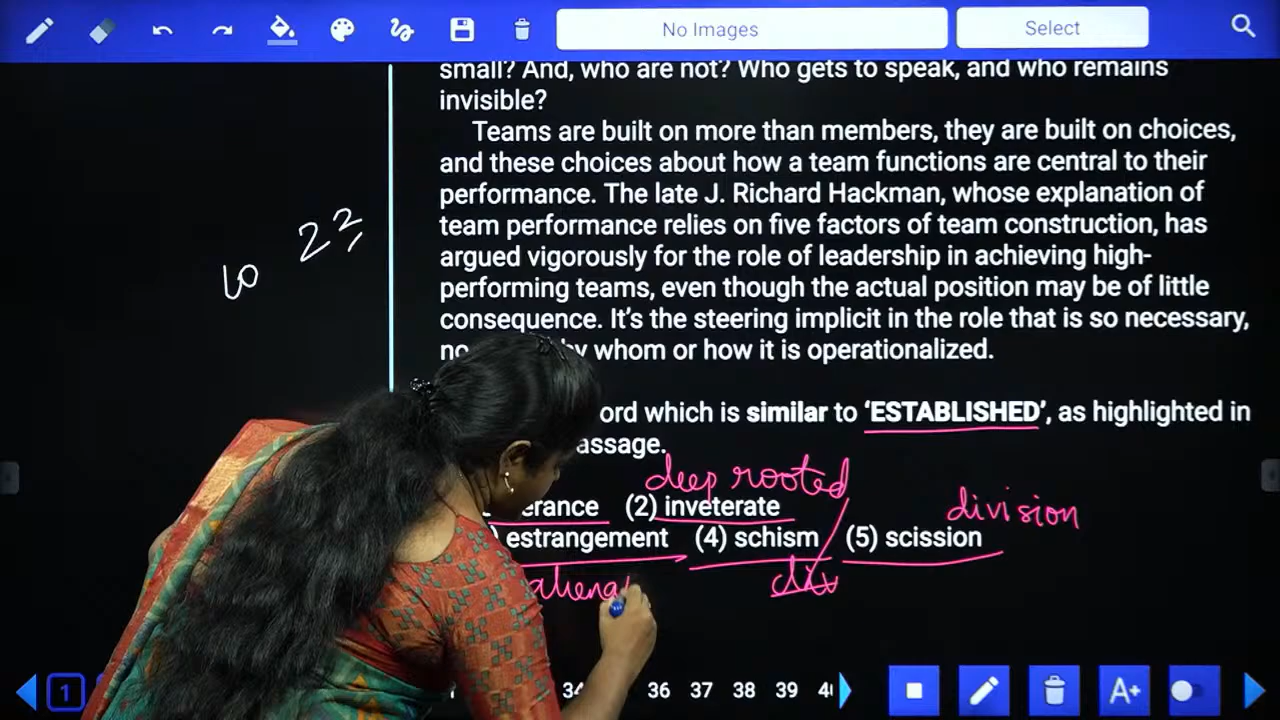 No Images
Select
small? And, who are not? Who gets to speak, and who remains
invisible?
Teams are built on more than members, they are built on choices,
and these choices about how a team functions are central to their
performance. The late J. Richard Hackman, whose explanation of
team performance relies on five factors of team construction, has
argued vigorously for the role of leadership in achieving high-
performing teams, even though the actual position may be of little
consequence. It's the steering implicit in the role that is so necessary,
by whom or how it is operationalized.
22
10
which is similar to 'ESTABLISHED', as highlighted in
deep rooted
(2) inveterate
division
estrangement (4) schism (5) scission
div
1 36 37 38 39
A+